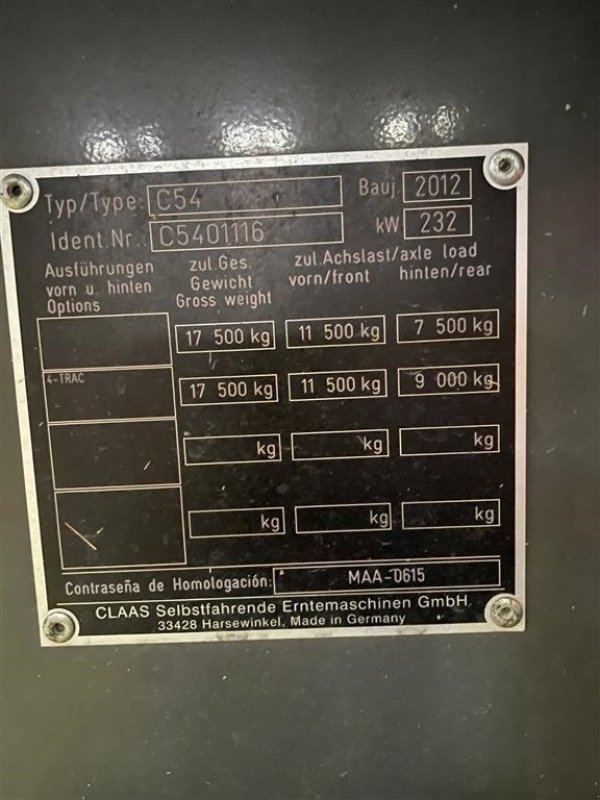 Typ/Type: C54 Bauj. 2012
Ident.Nr.: C5401116 kW 232
Ausführungen vorn u. hinten Options
zul.Ges. Gewicht Gross weight
zul.Achslast/axle load
vorn/front hinten/rear
17 500 kg 11 500 kg 7 500 kg
4-TRAC 17 500 kg 11 500 kg 9 000 kg
kg kg kg
kg kg kg
Contraseña de Homologación: MAA-0615
CLAAS Selbstfahrende Erntemaschinen GmbH.
33428 Harsewinkel, Made in Germany